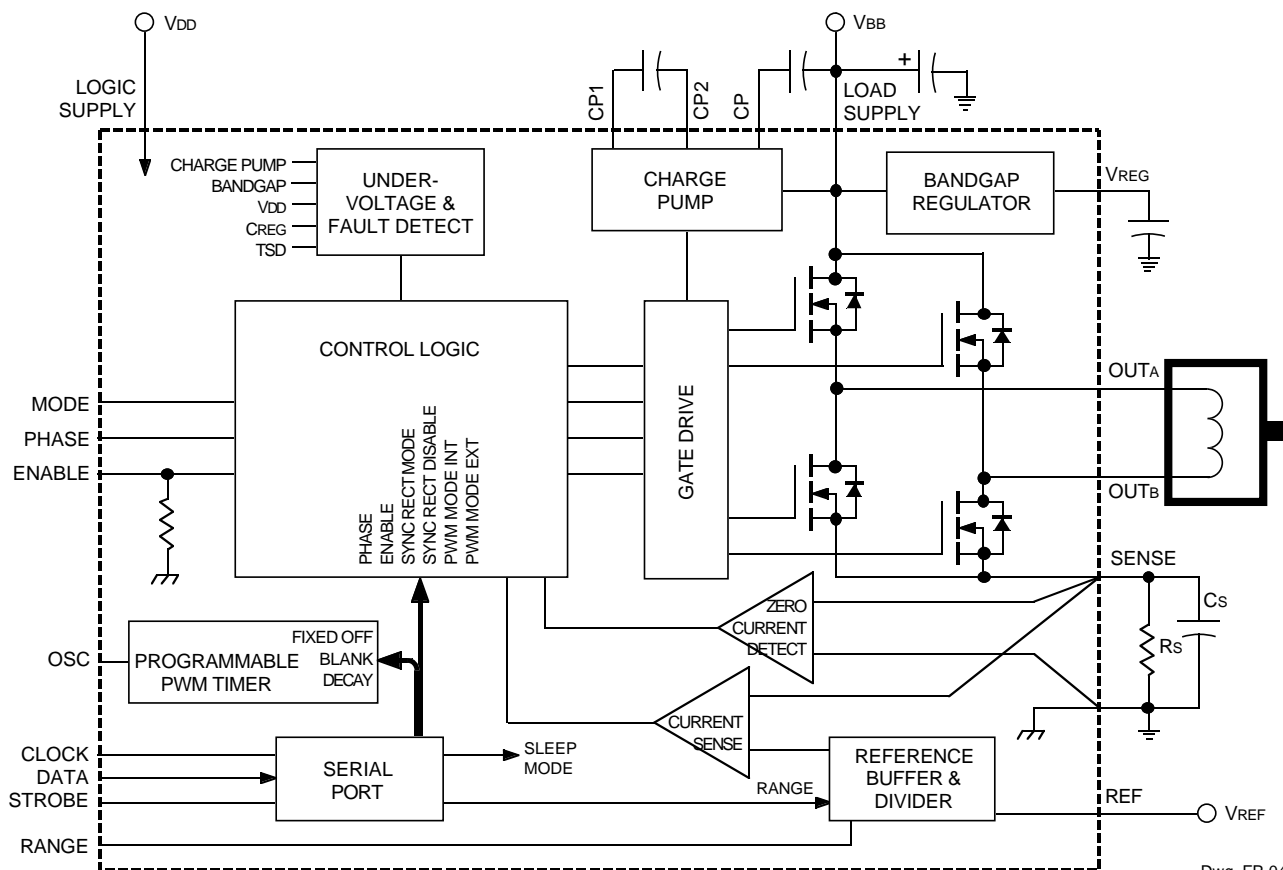 VDD
VBB
LOGIC
SUPPLY
CP1
CP2
CP
+
LOAD
SUPPLY
CHARGE PUMP
BANDGAP
VDD
CREG
TSD
UNDER-
VOLTAGE &
FAULT DETECT
CHARGE
PUMP
BANDGAP
REGULATOR
VREG
CONTROL LOGIC
MODE
PHASE
ENABLE
PHASE
ENABLE
SYNC RECT MODE
SYNC RECT DISABLE
PWM MODE INT
PWM MODE EXT
GATE DRIVE
OUTA
OUTB
SENSE
CS
RS
ZERO
CURRENT
DETECT
OSC
PROGRAMMABLE
PWM TIMER
FIXED OFF
BLANK
DECAY
CURRENT
SENSE
CLOCK
DATA
STROBE
RANGE
SERIAL
PORT
SLEEP
MODE
RANGE
REFERENCE
BUFFER &
DIVIDER
REF
VREF